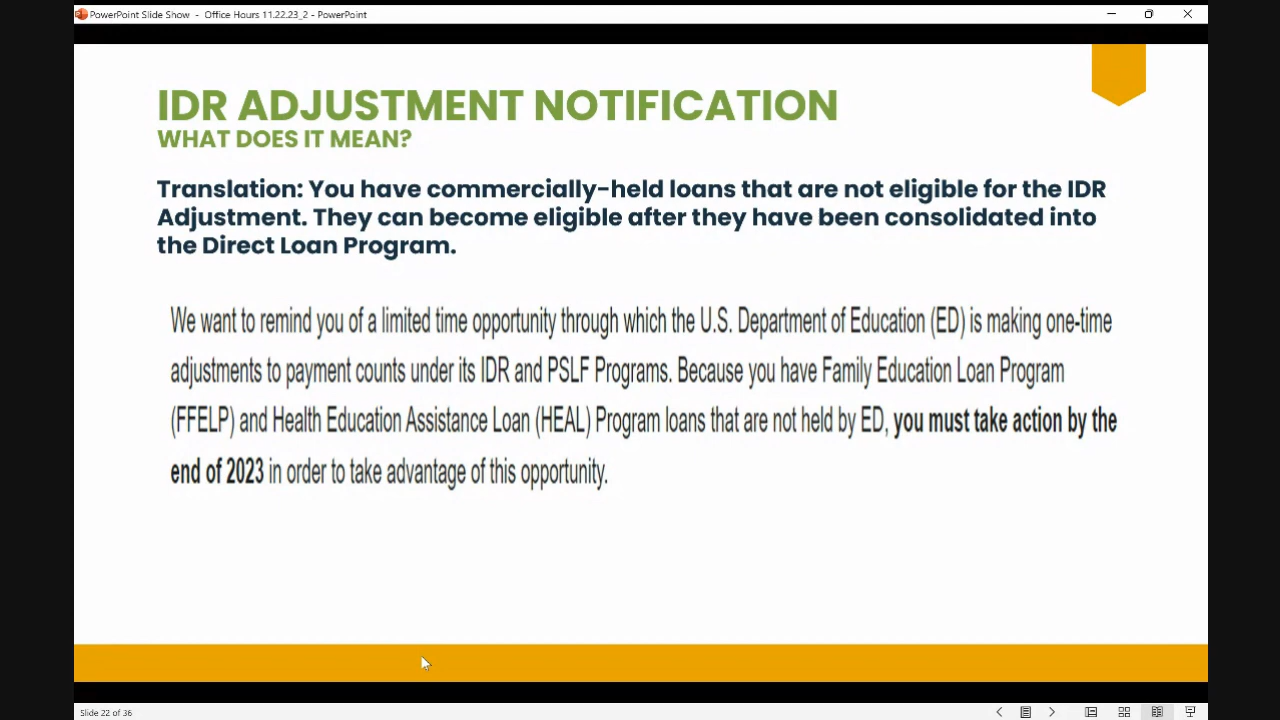 PowerPoint Slide Show - Office Hours 11.22.23_2 - PowerPoint
IDR ADJUSTMENT NOTIFICATION
WHAT DOES IT MEAN?
Translation: You have commercially-held loans that are not eligible for the IDR
Adjustment. They can become eligible after they have been consolidated into
the Direct Loan Program.
We want to remind you of a limited time opportunity through which the U.S. Department of Education (ED) is making one-time
adjustments to payment counts under its IDR and PSLF Programs. Because you have Family Education Loan Program
(FFELP) and Health Education Assistance Loan (HEAL) Program loans that are not held by ED, you must take action by the
end of 2023 in order to take advantage of this opportunity.
Slide 22 of 36